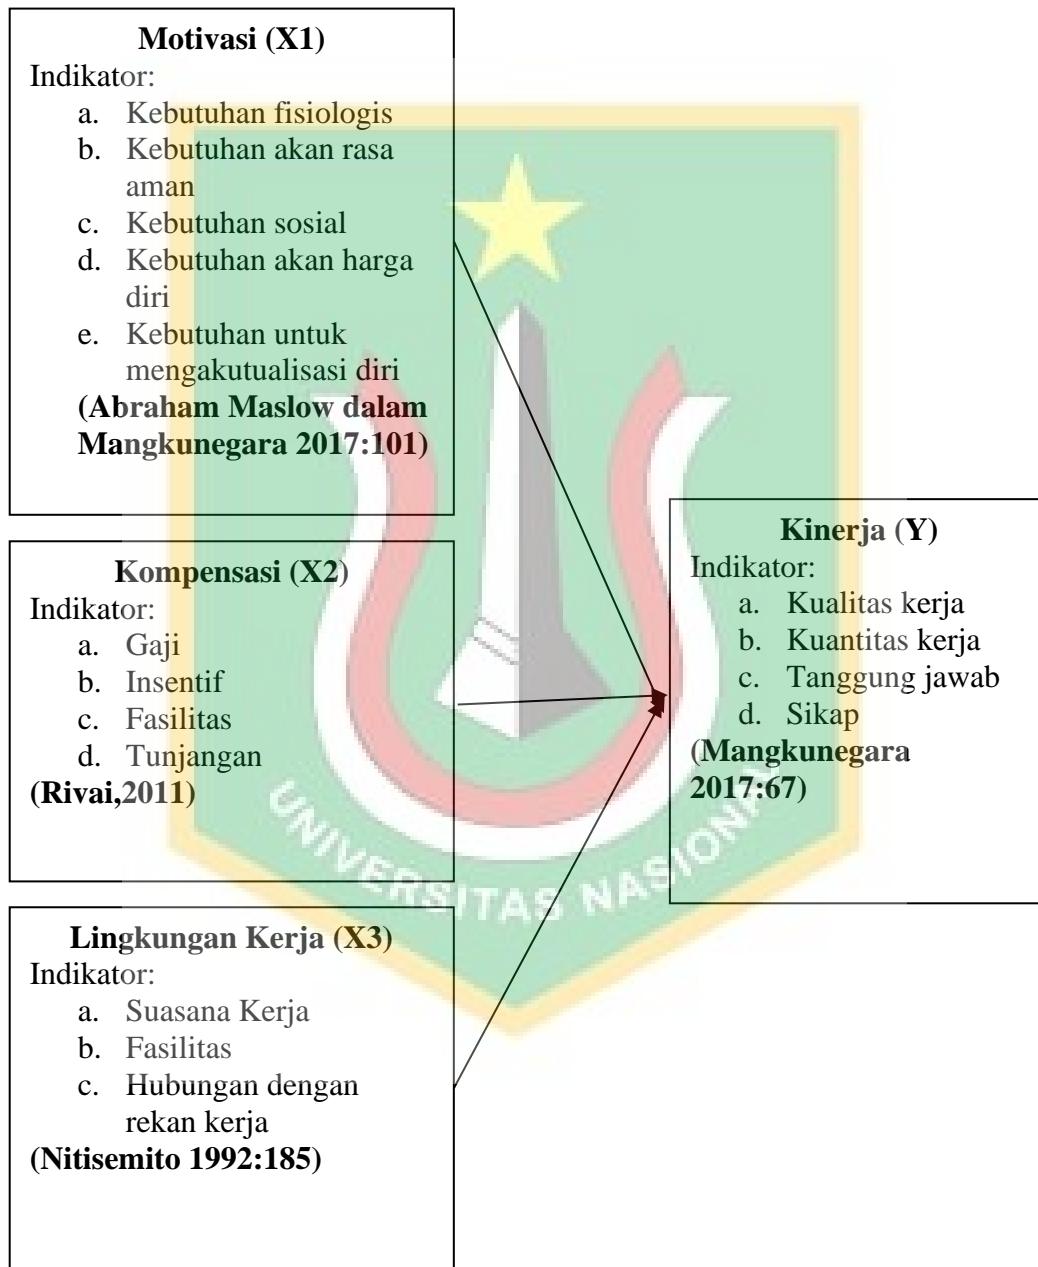 Motivasi (X1)
Indikator:
a. Kebutuhan fisiologis
b. Kebutuhan akan rasa
aman
c. Kebutuhan sosial
d. Kebutuhan akan harga
diri
e. Kebutuhan untuk
mengakutualisasi diri
(Abraham Maslow dalam
Mangkunegara 2017:101)
Kompensasi (X2)
Indikator:
a. Gaji
b. Insentif
c. Fasilitas
d. Tunjangan
(Rivai,2011)
Lingkungan Kerja (X3)
Indikator:
a. Suasana Kerja
b. Fasilitas
c. Hubungan dengan
rekan kerja
(Nitisemito 1992:185)
Kinerja (Y)
Indikator:
a. Kualitas kerja
b. Kuantitas kerja
c. Tanggung jawab
d. Sikap
(Mangkunegara
2017:67)
UNIVERSITAS NASIONAL